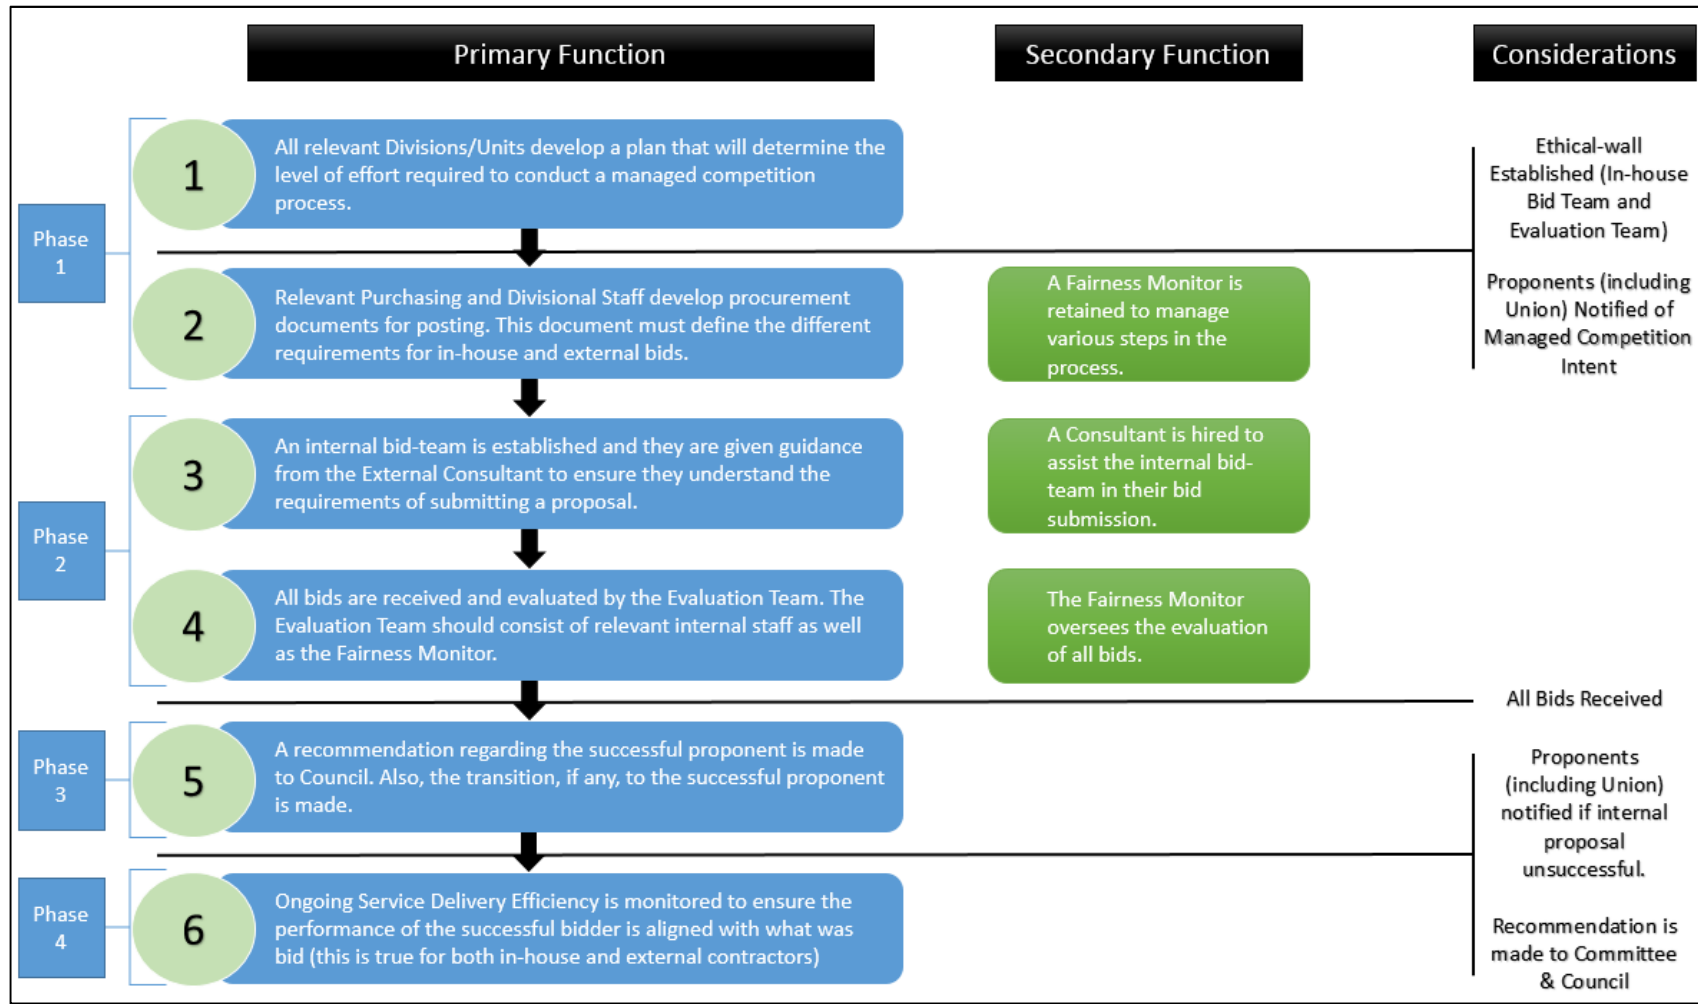 Primary Function
Secondary Function
Considerations
Phase
1
1
All relevant Divisions/Units develop a plan that will determine the
level of effort required to conduct a managed competition
process.
Ethical-wall
Established (In-house
Bid Team and
Evaluation Team)
2
Relevant Purchasing and Divisional Staff develop procurement
documents for posting. This document must define the different
requirements for in-house and external bids.
A Fairness Monitor is
retained to manage
various steps in the
process.
Proponents (including
Union) Notified of
Managed Competition
Intent
Phase
2
3
An internal bid-team is established and they are given guidance
from the External Consultant to ensure they understand the
requirements of submitting a proposal.
A Consultant is hired to
assist the internal bid-
team in their bid
submission.
4
All bids are received and evaluated by the Evaluation Team. The
Evaluation Team should consist of relevant internal staff as well
as the Fairness Monitor.
The Fairness Monitor
oversees the evaluation
of all bids.
All Bids Received
Phase
3
5
A recommendation regarding the successful proponent is made
to Council. Also, the transition, if any, to the successful proponent
is made.
Proponents
(including Union)
notified if internal
proposal
unsuccessful.
Phase
4
6
Ongoing Service Delivery Efficiency is monitored to ensure the
performance of the successful bidder is aligned with what was
bid (this is true for both in-house and external contractors)
Recommendation is
made to Committee
& Council